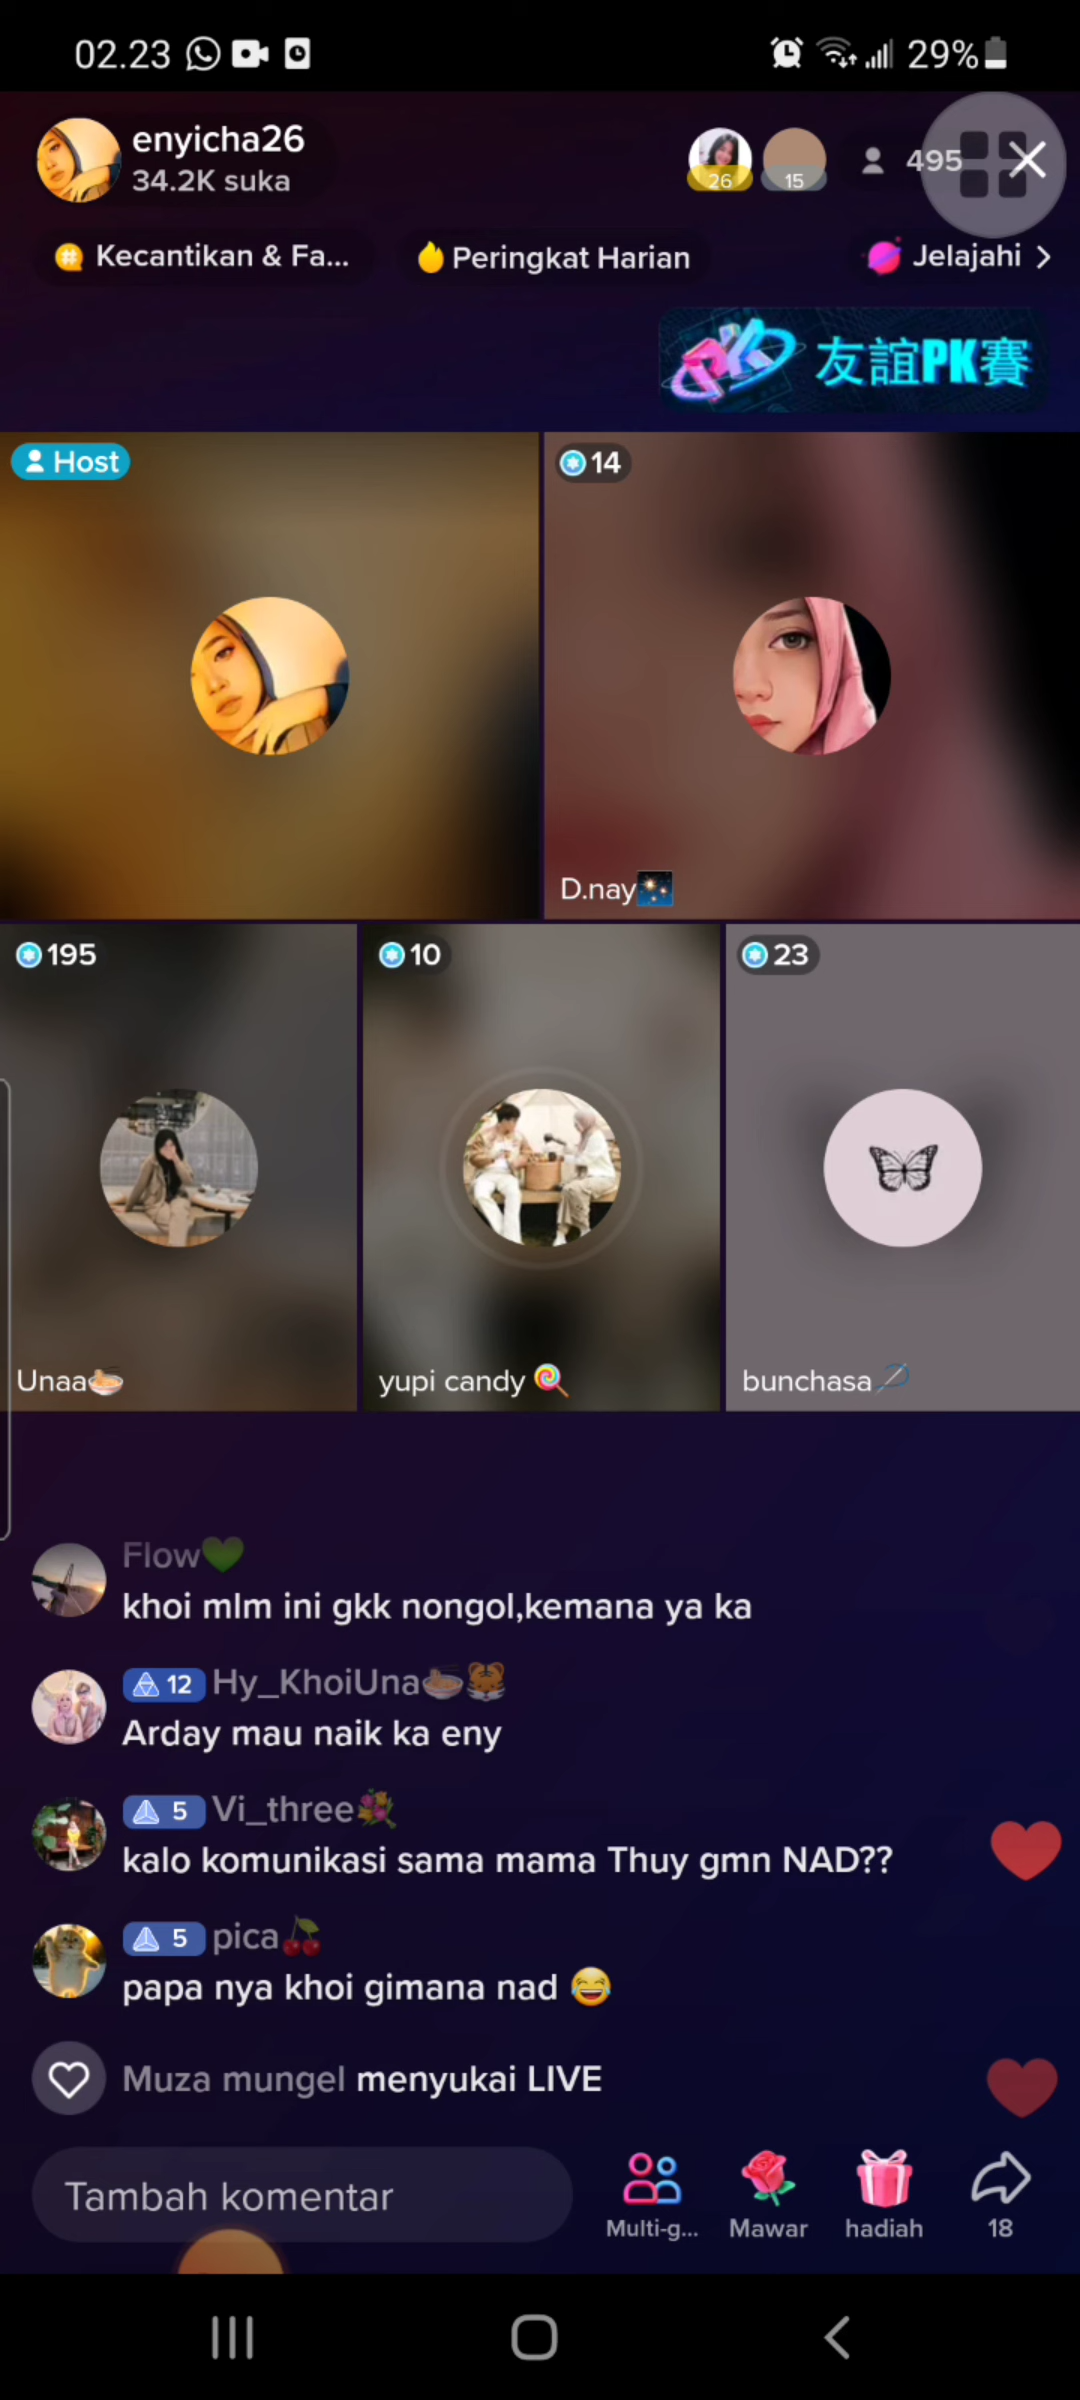 02.23
29%
enyicha26
34.2K suka
26
15
495
Kecantikan & Fa...
Peringkat Harian
Jelajahi
PK 友誼PK賽
Host
14
D.nay
195
10
23
Unaa
yupi candy
bunchasa
Flow
khoi mlm ini gkk nongol,kemana ya ka
12 Hy_KhoiUna
Arday mau naik ka eny
5 Vi_three
kalo komunikasi sama mama Thuy gmn NAD??
5 pica
papa nya khoi gimana nad 😂
Muza mungel menyukai LIVE
Tambah komentar
Multi-g...
Mawar
hadiah
18